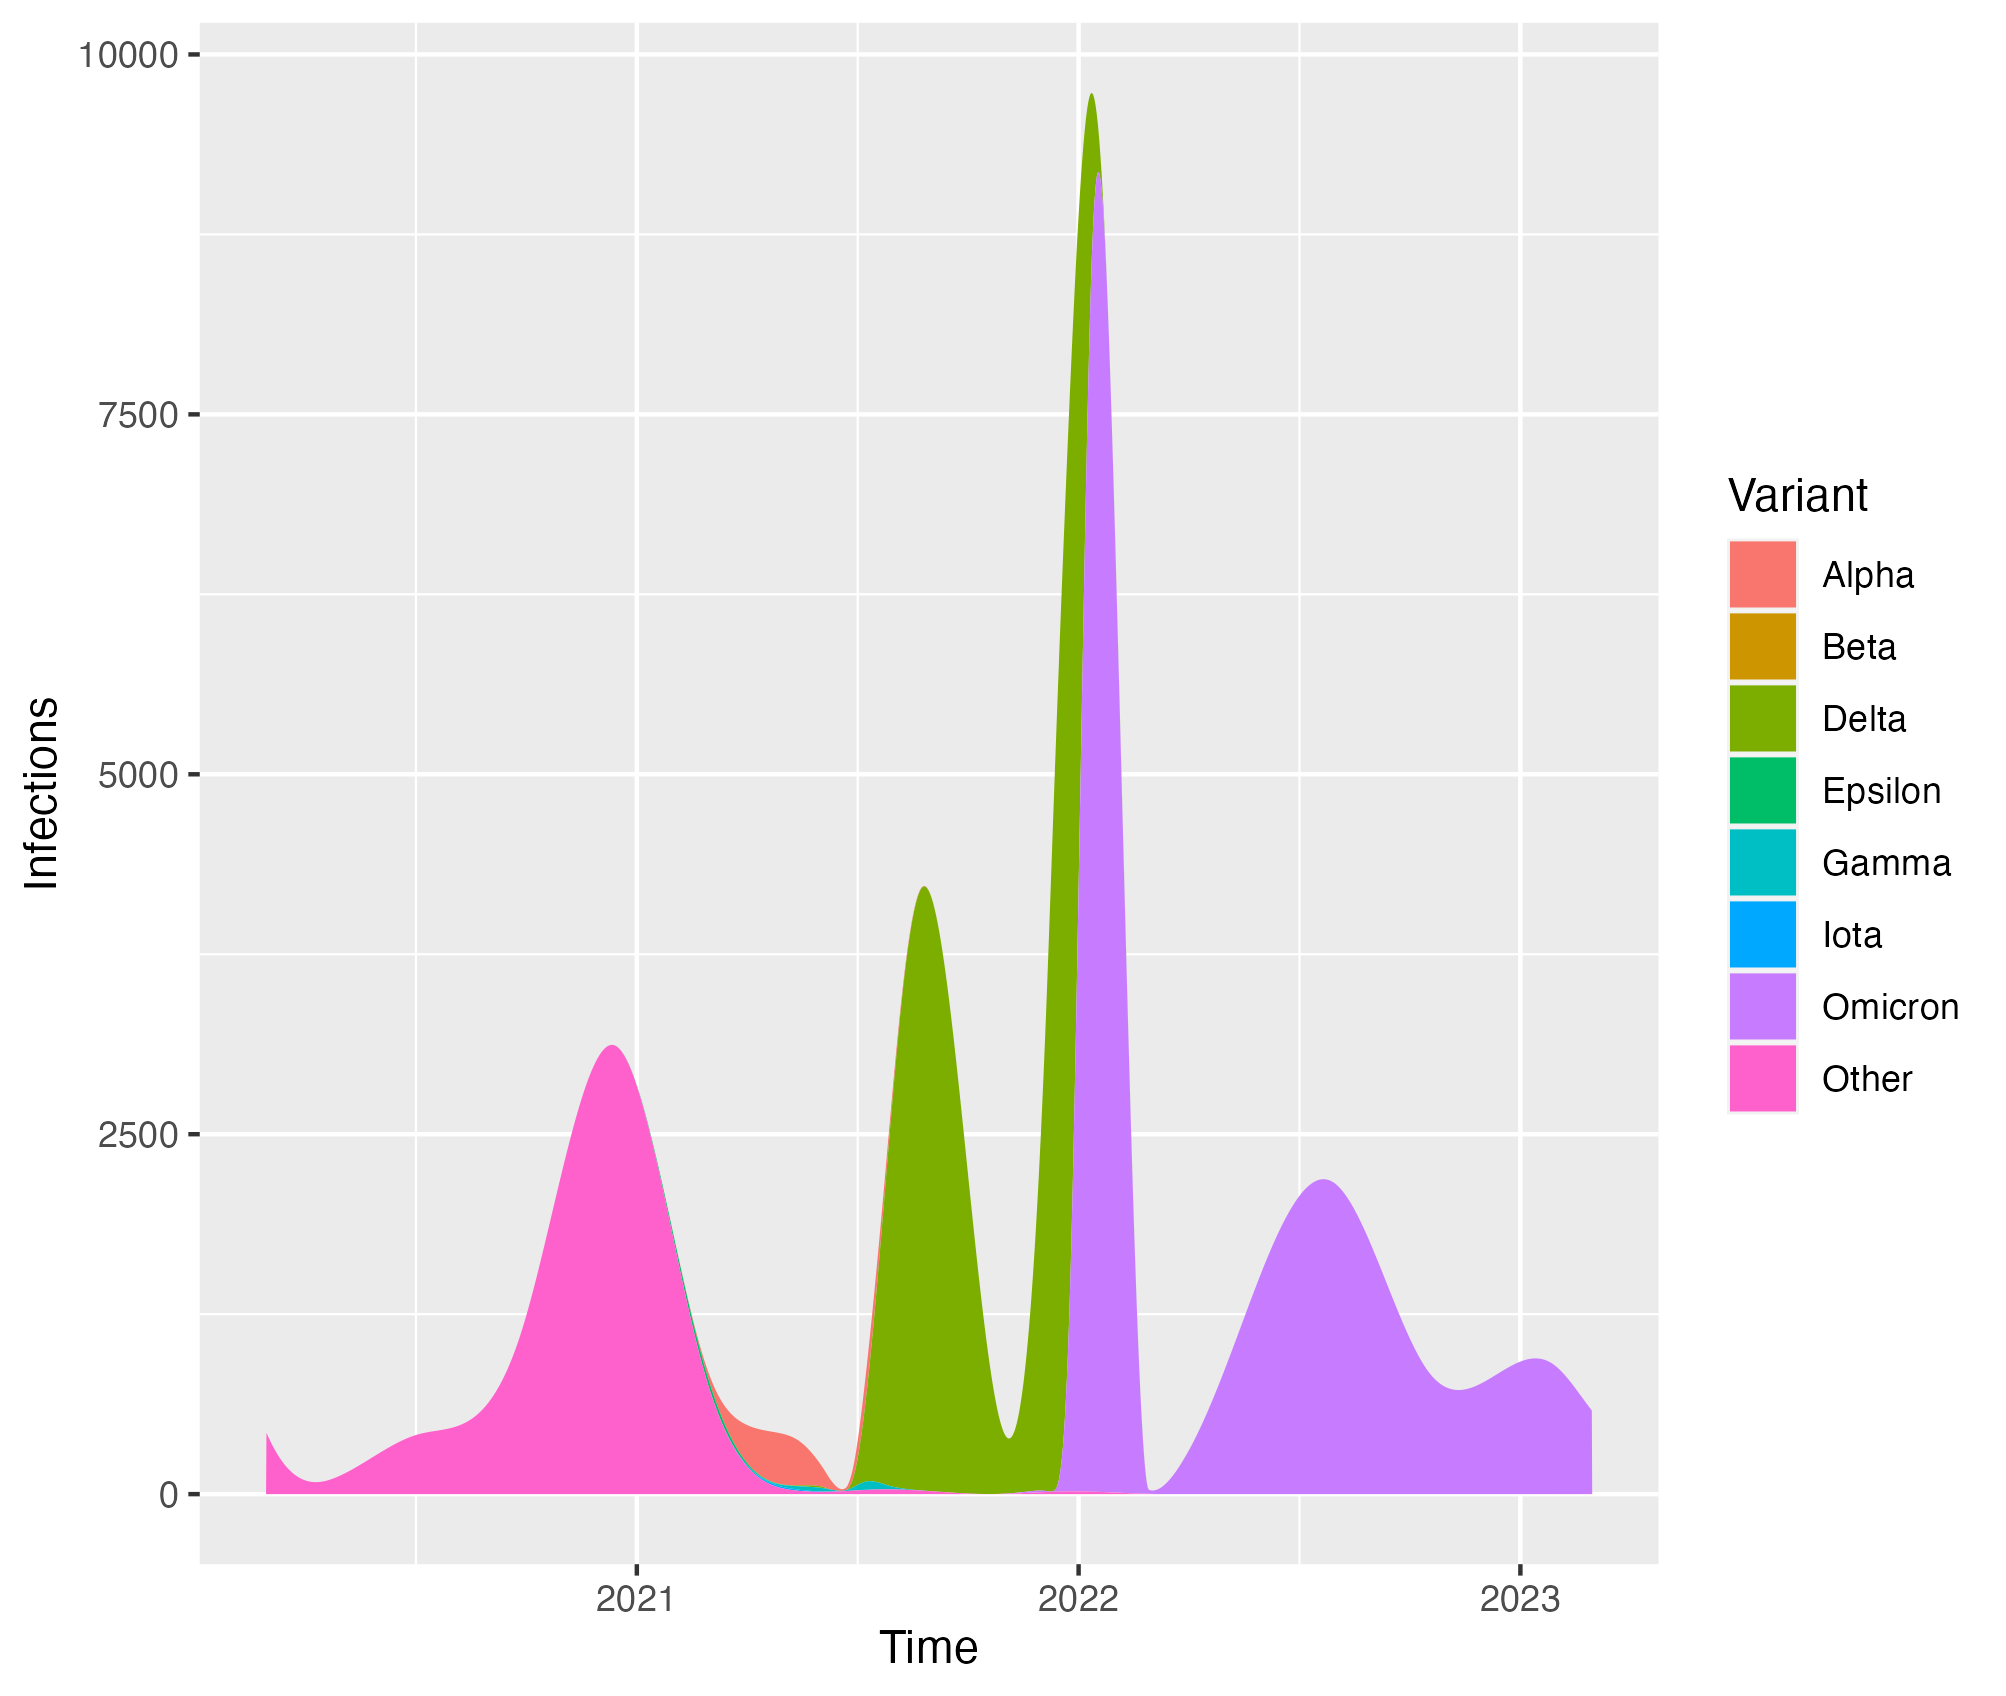 10000
7500
5000
2500
0
Infections
2021
2022
2023
Time
Variant
Alpha
Beta
Delta
Epsilon
Gamma
Iota
Omicron
Other